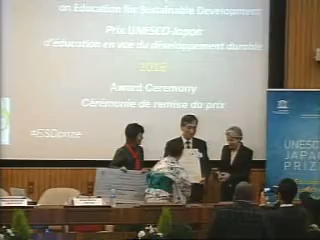 on Education for Sustainable Development
Prix UNESCO-Japon
d'éducation en vue du développement durable
Award Ceremony
Cérémonie de remise du prix
#ESDprize
UNESCO
JAPAN
PRIZE